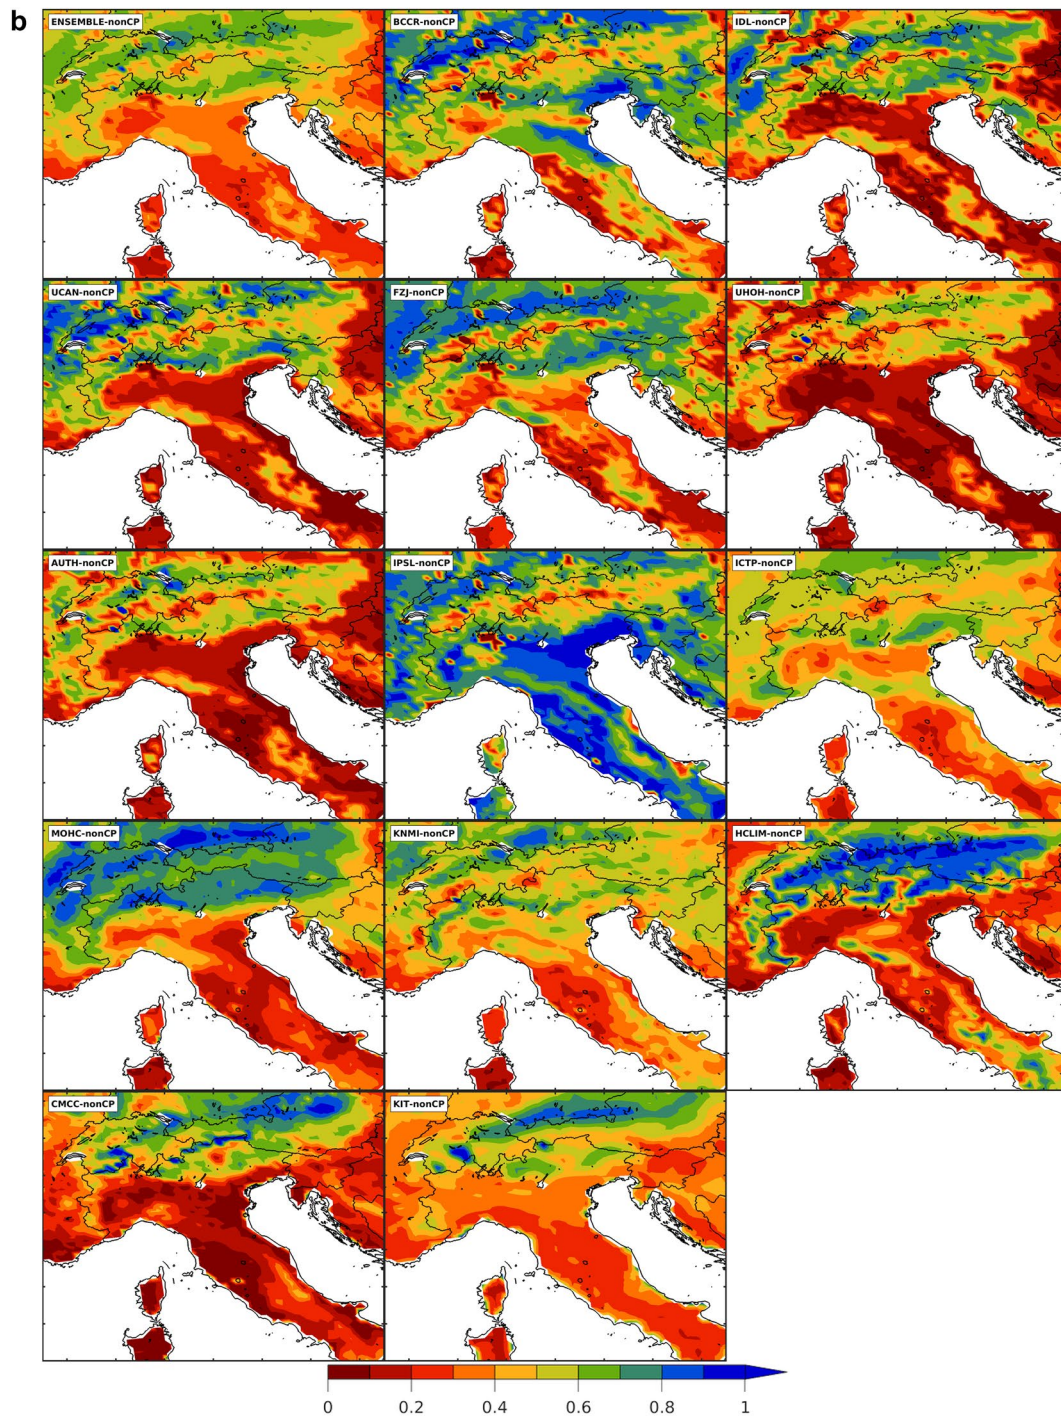 b
ENSEMBLE-nonCP
BCCR-nonCP
IDL-nonCP
UCAN-nonCP
FZJ-nonCP
UHOH-nonCP
AUTH-nonCP
IPSL-nonCP
ICTP-nonCP
MOHC-nonCP
KNMI-nonCP
HCLIM-nonCP
CMCC-nonCP
KIT-nonCP
0 0.2 0.4 0.6 0.8 1